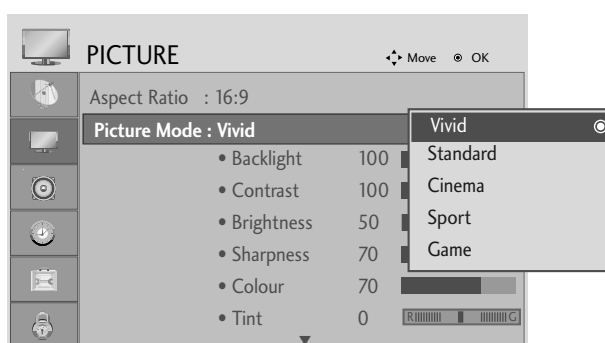 PICTURE Move OK
Aspect Ratio : 16:9
Picture Mode : Vivid
• Backlight 100
• Contrast 100
• Brightness 50
• Sharpness 70
• Colour 70
• Tint 0 R G
Vivid
Standard
Cinema
Sport
Game